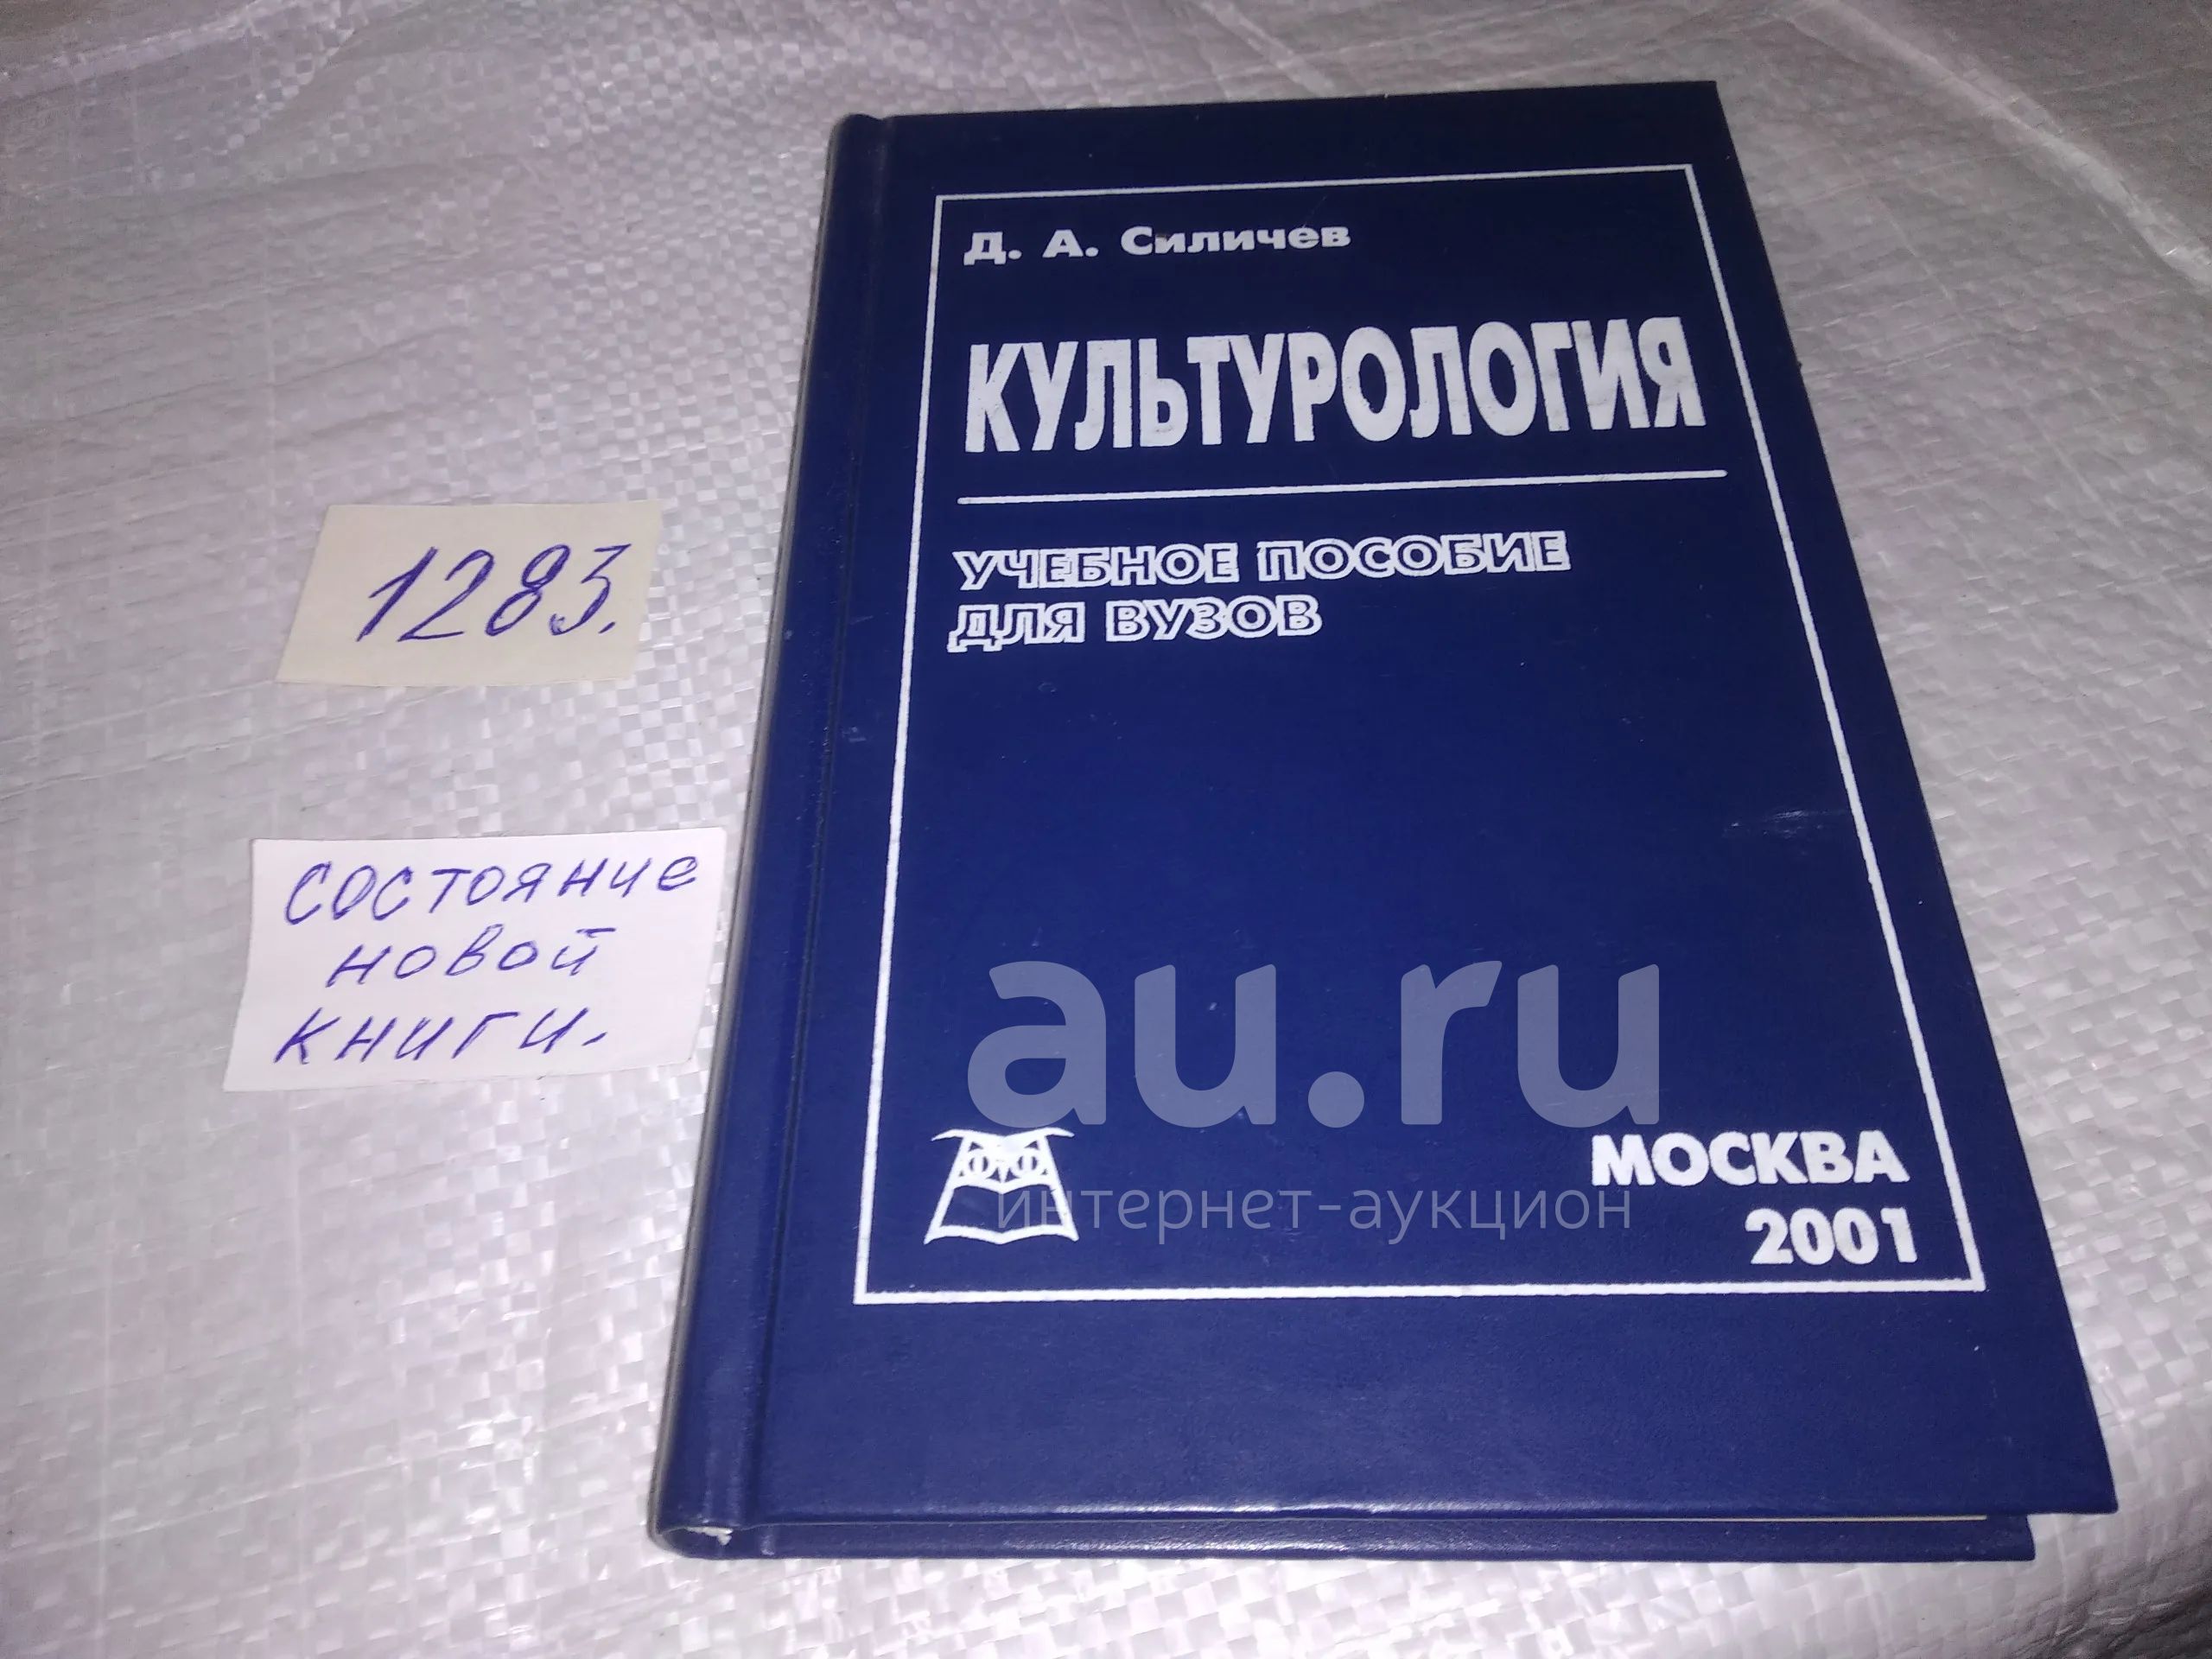 Д. А. Силичев
КУЛЬТУРОЛОГИЯ
УЧЕБНОЕ ПОСОБИЕ
ДЛЯ ВУЗОВ
1283.
СОСТОЯНИЕ
НОВОЙ
КНИГИ.
au.ru
интернет-аукцион
МОСКВА
2001